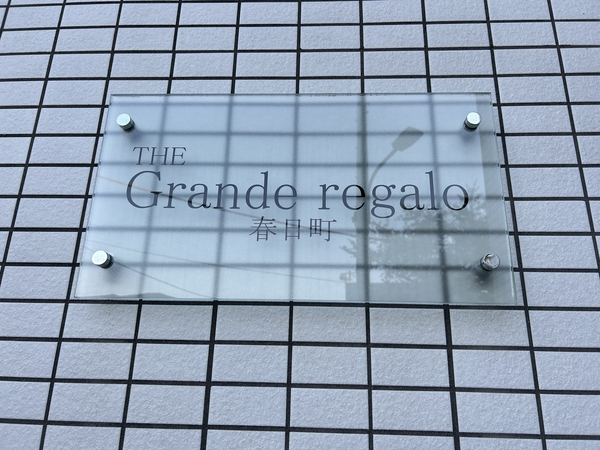 THE
Grande regalo
春日町